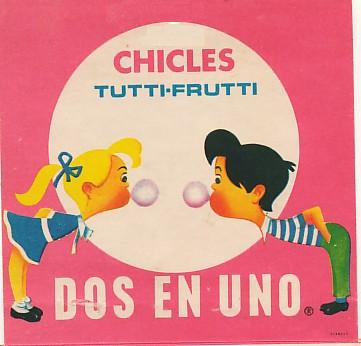 CHICLES
TUTTI-FRUTTI
DOS EN UNO ®